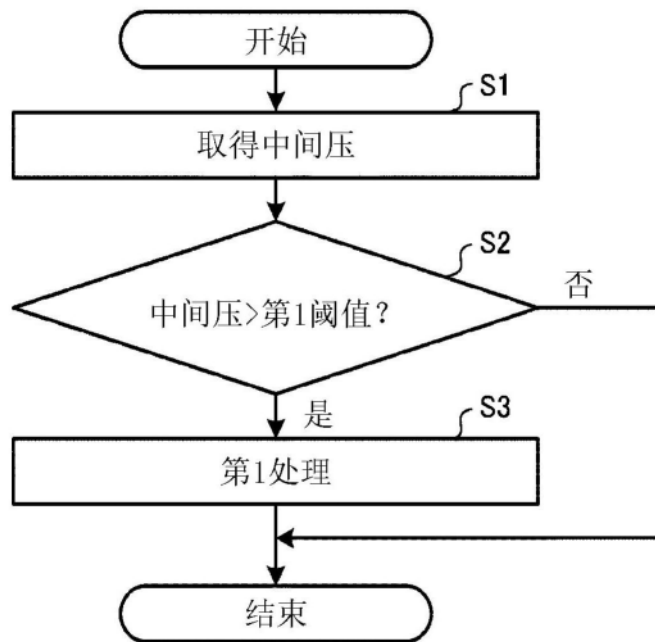 开始
S1
取得中间压
S2
中间压>第1阈值?
否
是
S3
第1处理
结束